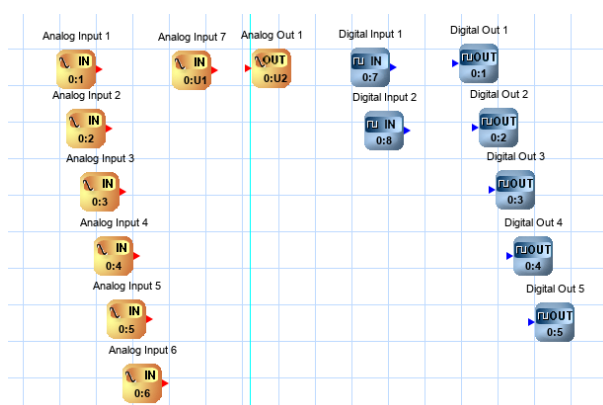 Analog Input 1
IN
0:1
Analog Input 2
IN
0:2
Analog Input 3
IN
0:3
Analog Input 4
IN
0:4
Analog Input 5
IN
0:5
Analog Input 6
IN
0:6
Analog Input 7
IN
0:U1
Analog Out 1
OUT
0:U2
Digital Input 1
IN
0:7
Digital Input 2
IN
0:8
Digital Out 1
OUT
0:1
Digital Out 2
OUT
0:2
Digital Out 3
OUT
0:3
Digital Out 4
OUT
0:4
Digital Out 5
OUT
0:5